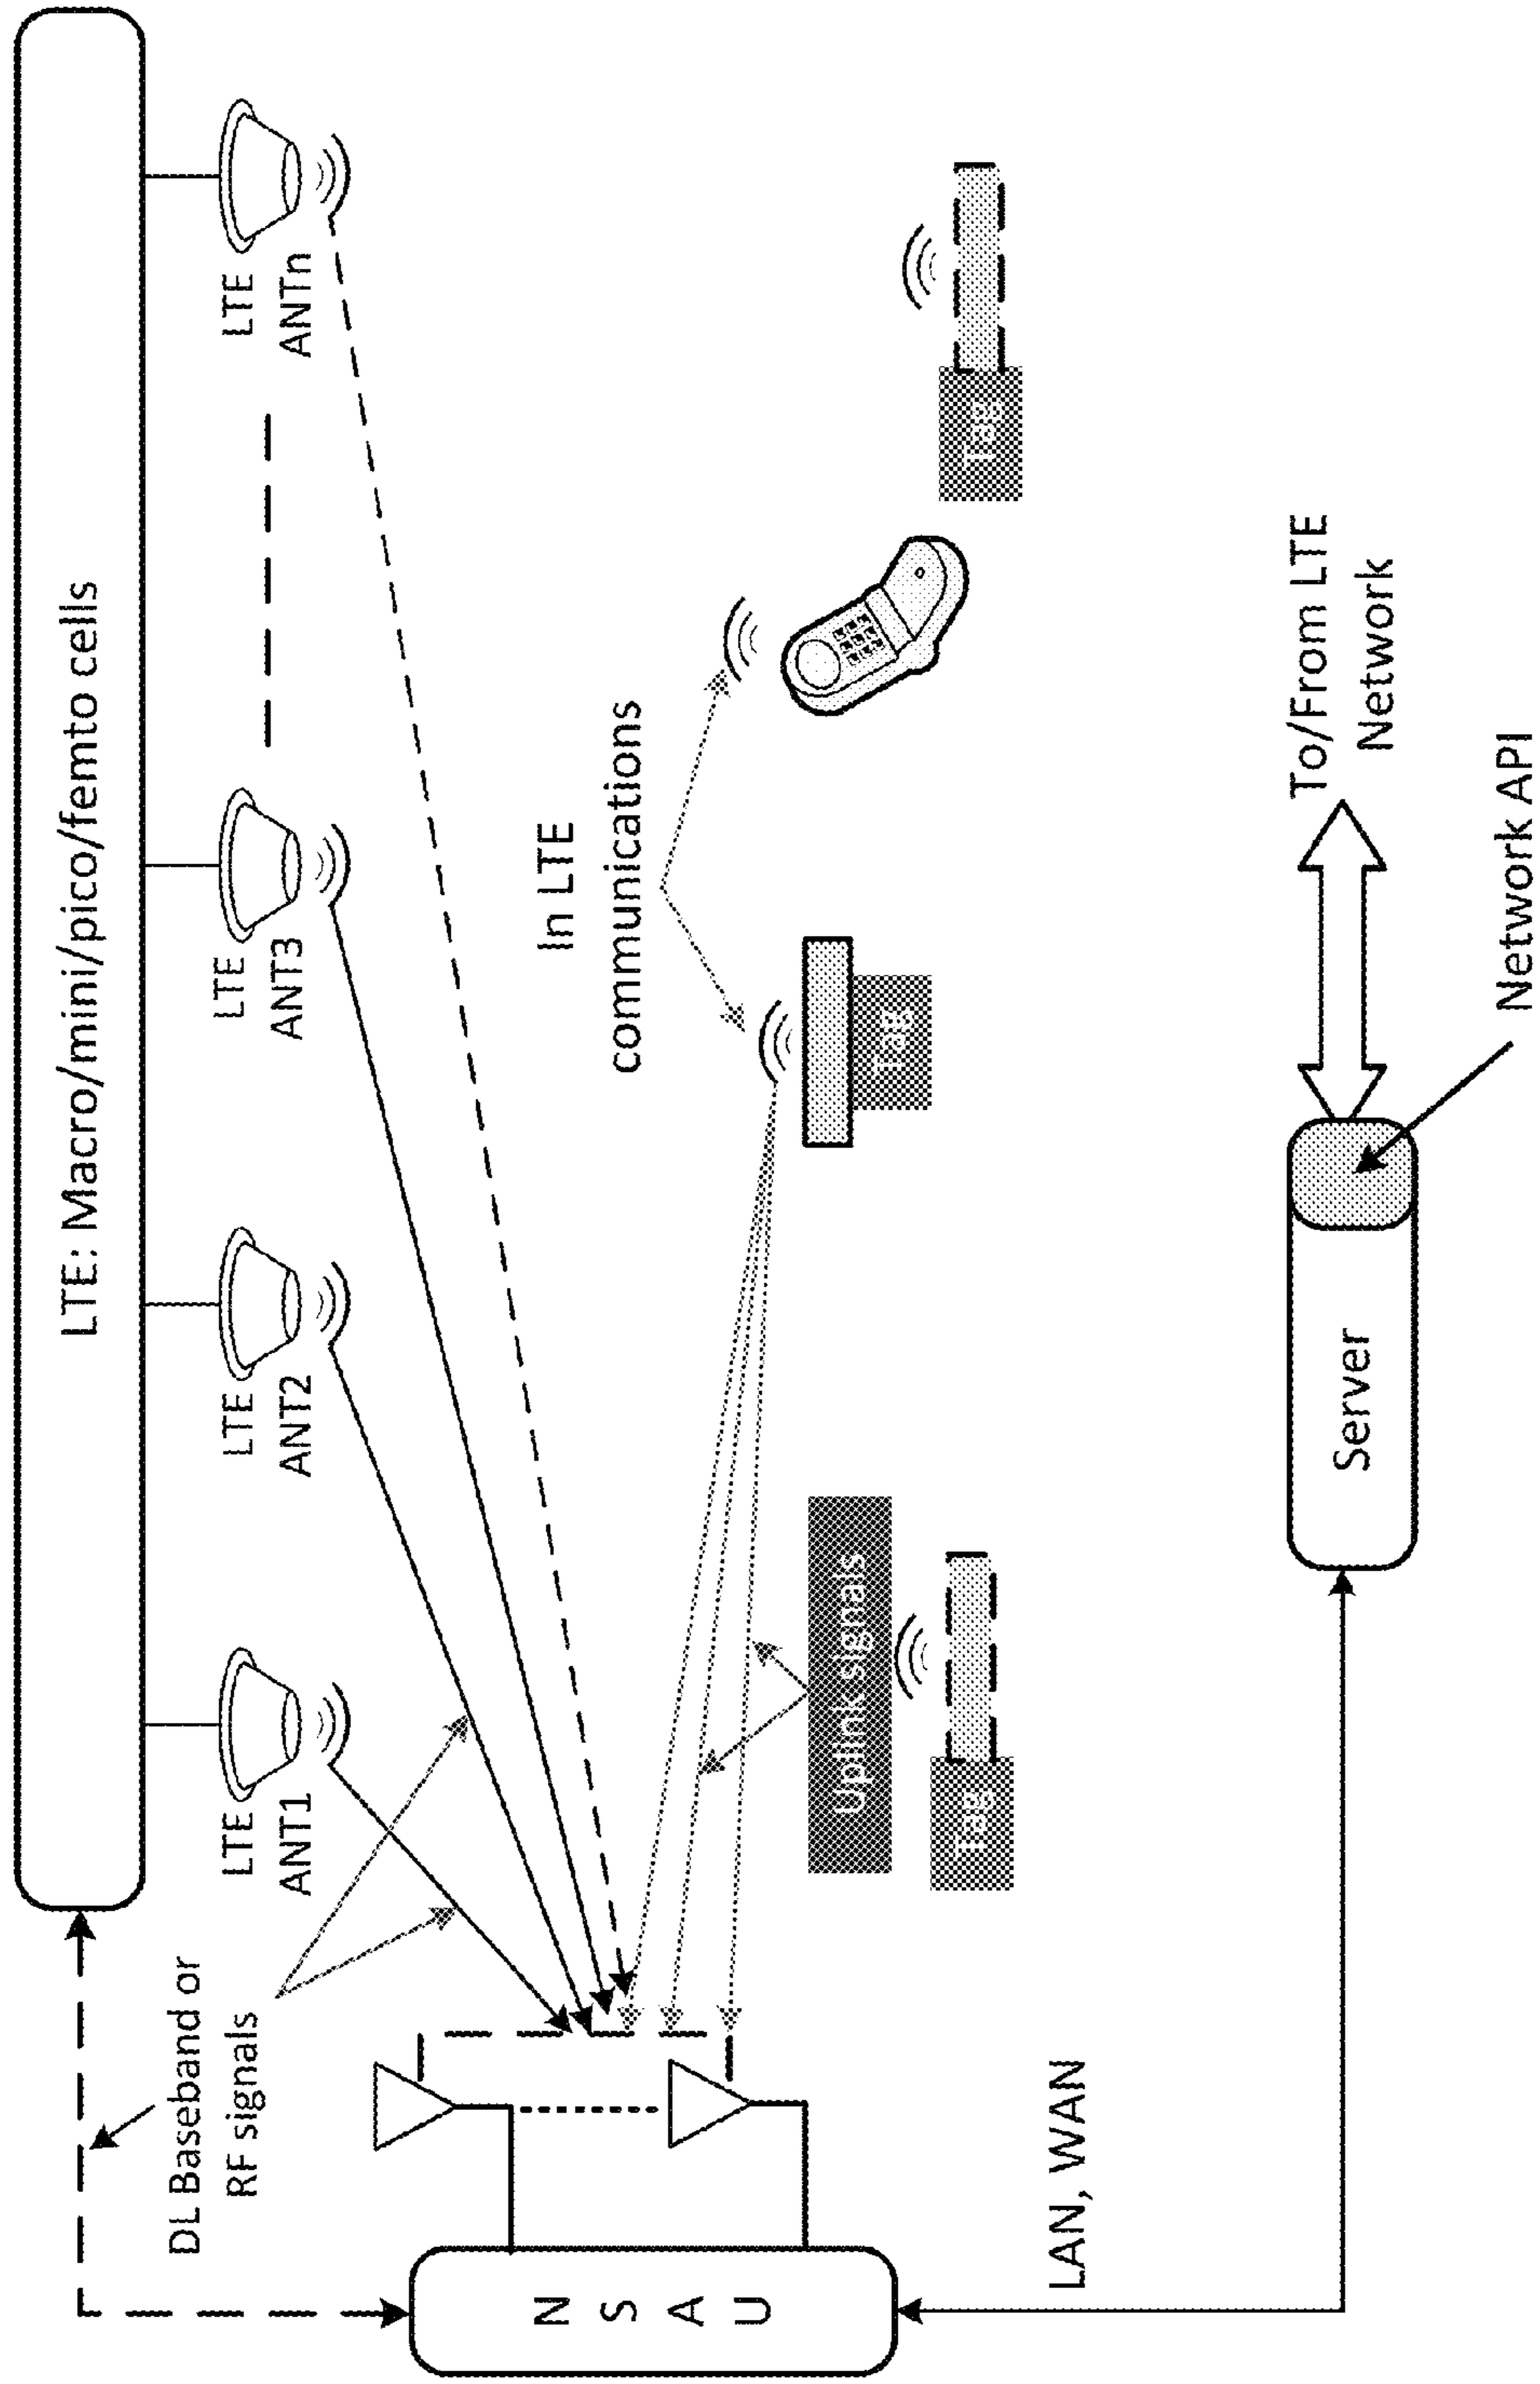 LTE: Macro/mini/pico/femto cells
DL Baseband or
RF signals
LTE
ANT1
LTE
ANT2
LTE
ANT3
LTE
ANTn
In LTE
communications
N
S
A
U
Uplink signals
Tag
Tag
Tag
LAN, WAN
Server
To/From LTE
Network
Network API